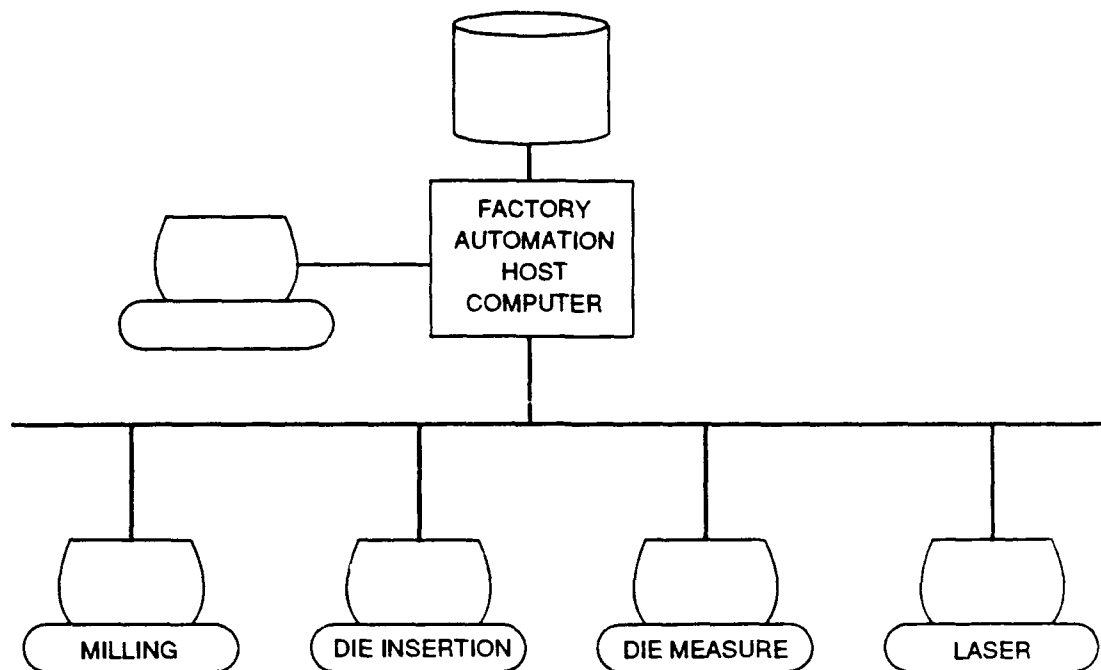 FACTORY
AUTOMATION
HOST
COMPUTER
MILLING
DIE INSERTION
DIE MEASURE
LASER